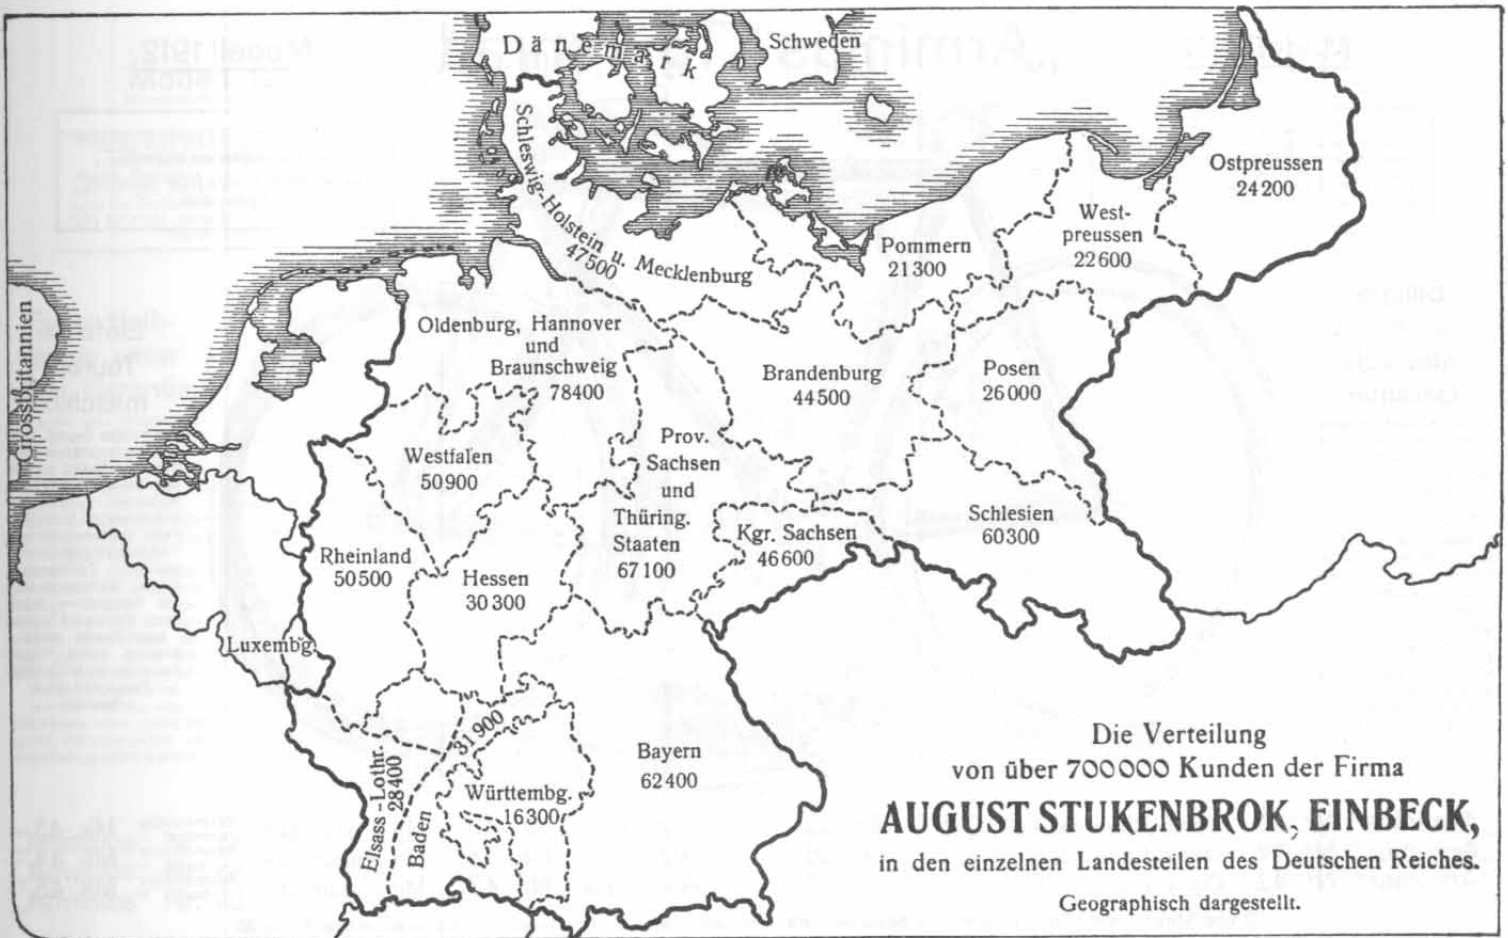 Dänemark
Schweden
Schleswig-Holstein u. Mecklenburg
47500
Ostpreussen
24200
West-
preussen
22600
Pommern
21300
Grossbritannien
Oldenburg, Hannover
und
Braunschweig
78400
Brandenburg
44500
Posen
26000
Westfalen
50900
Prov.
Sachsen
und
Thüring.
Staaten
67100
Kgr. Sachsen
46600
Schlesien
60300
Rheinland
50500
Hessen
30300
Luxembg.
Elsass-Lothr.
28400
Baden
31900
Württembg.
16300
Bayern
62400
Die Verteilung
von über 700000 Kunden der Firma
AUGUST STUKENBROK, EINBECK,
in den einzelnen Landesteilen des Deutschen Reiches.
Geographisch dargestellt.